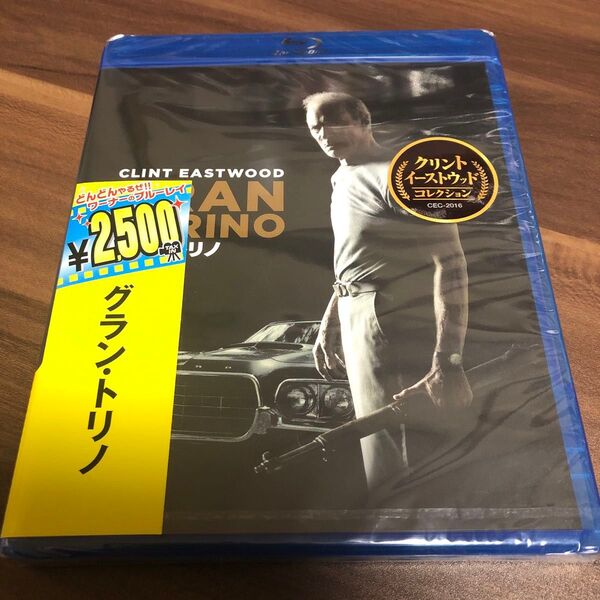 CLINT EASTWOOD
RAN
RINO
リノ
クリント
イーストウッド
コレクション
CEC-2016
どんどんやるぜ!!
ワーナーのブルーレイ
¥2,500
グラン・トリノ